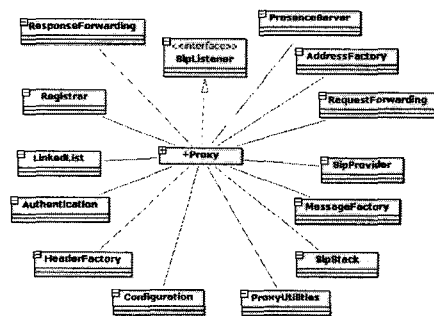 ResponseForwarding
PresenceServer
<<interface>>
SipListener
AddressFactory
Registrar
RequestForwarding
LinkedList
+Proxy
SipProvider
Authentication
MessageFactory
HeaderFactory
SipStack
Configuration
ProxyUtilities